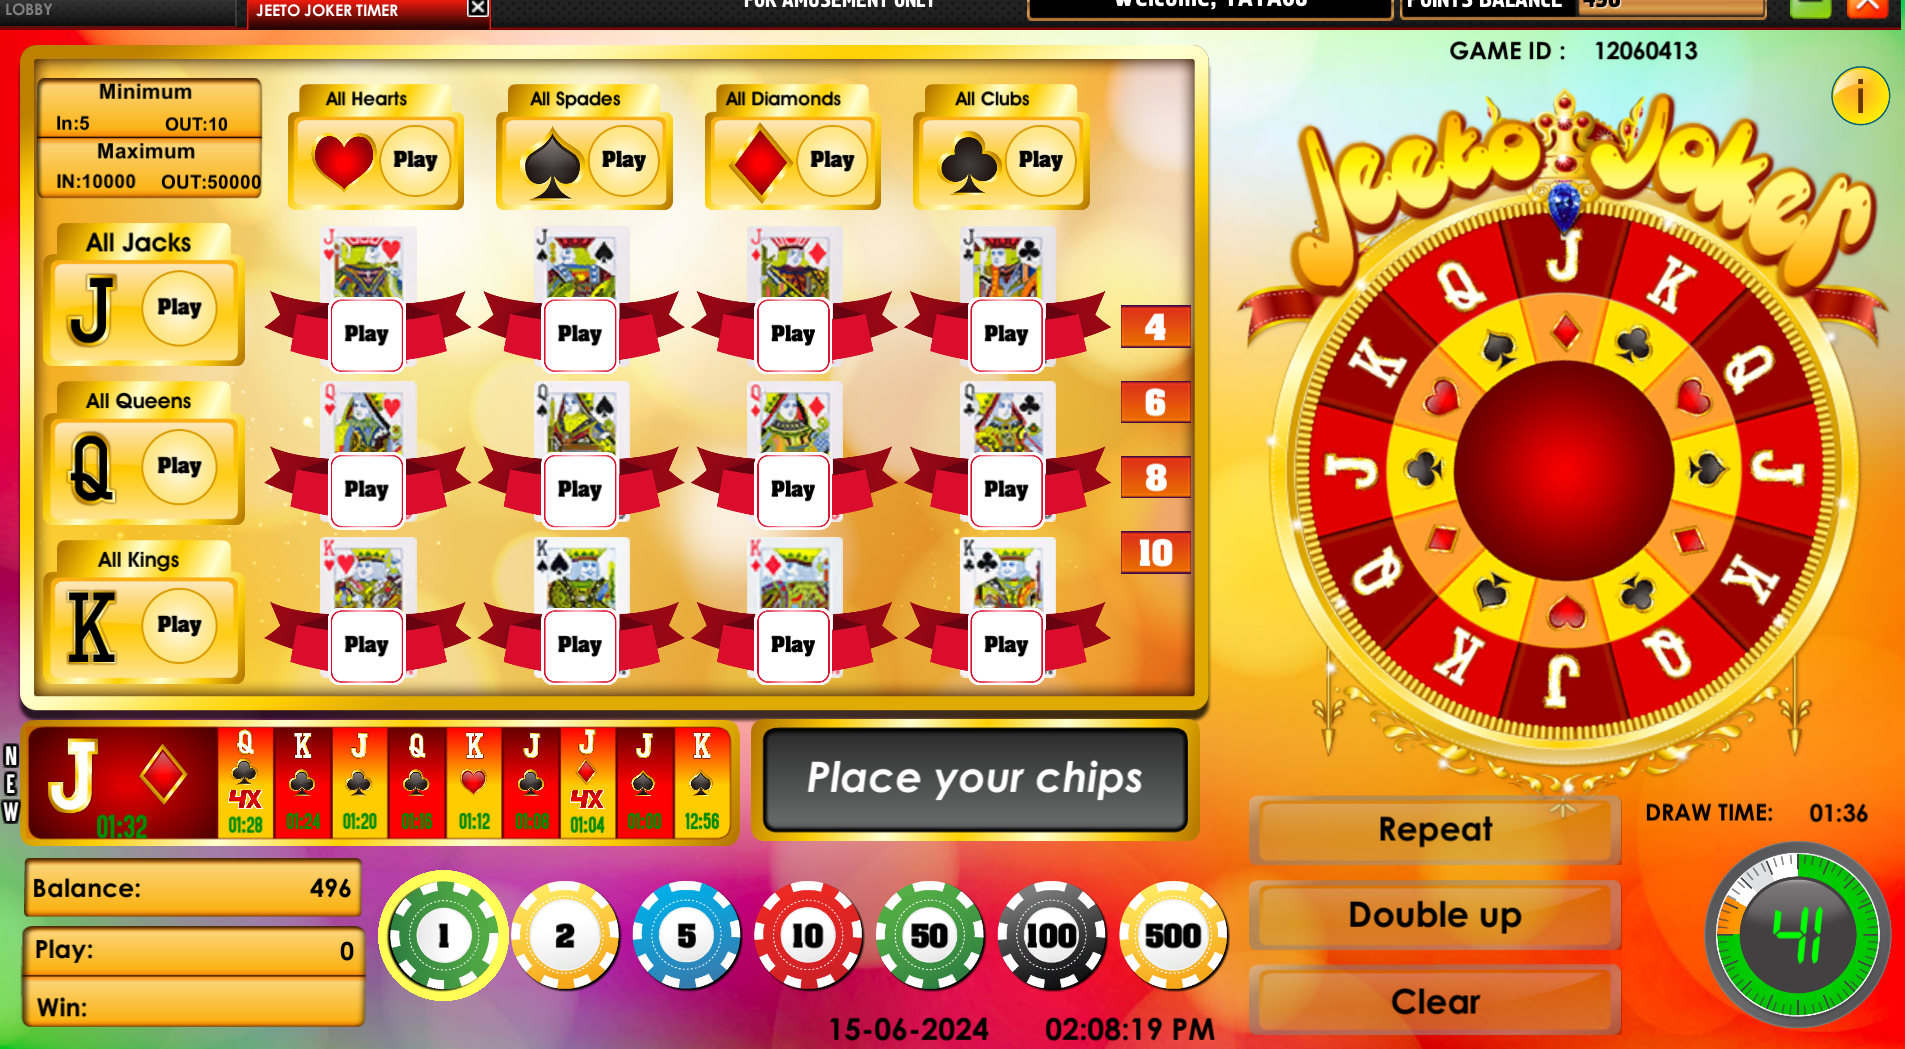 LOBBY
JEETO JOKER TIMER
FOR AMUSEMENT ONLY
Welcome,
POINTS BALANCE
496
GAME ID : 12060413
i
Minimum
In:5 OUT:10
Maximum
IN:10000 OUT:50000
All Hearts
Play
All Spades
Play
All Diamonds
Play
All Clubs
Play
Jeeto Joker
All Jacks
J Play
J J J J
Play Play Play Play
4
All Queens
Q Play
Q Q Q Q
Play Play Play Play
6
8
All Kings
K Play
K K K K
Play Play Play Play
10
J K Q J K Q J K Q J K Q
NEW
J 01:32
Q 4X 01:28
K 01:24
J 01:20
Q 01:16
K 01:12
J 01:08
J 4X 01:04
J 01:00
K 12:56
Place your chips
Repeat
DRAW TIME: 01:36
Balance: 496
Play: 0
Win:
1 2 5 10 50 100 500
Double up
41
Clear
15-06-2024 02:08:19 PM